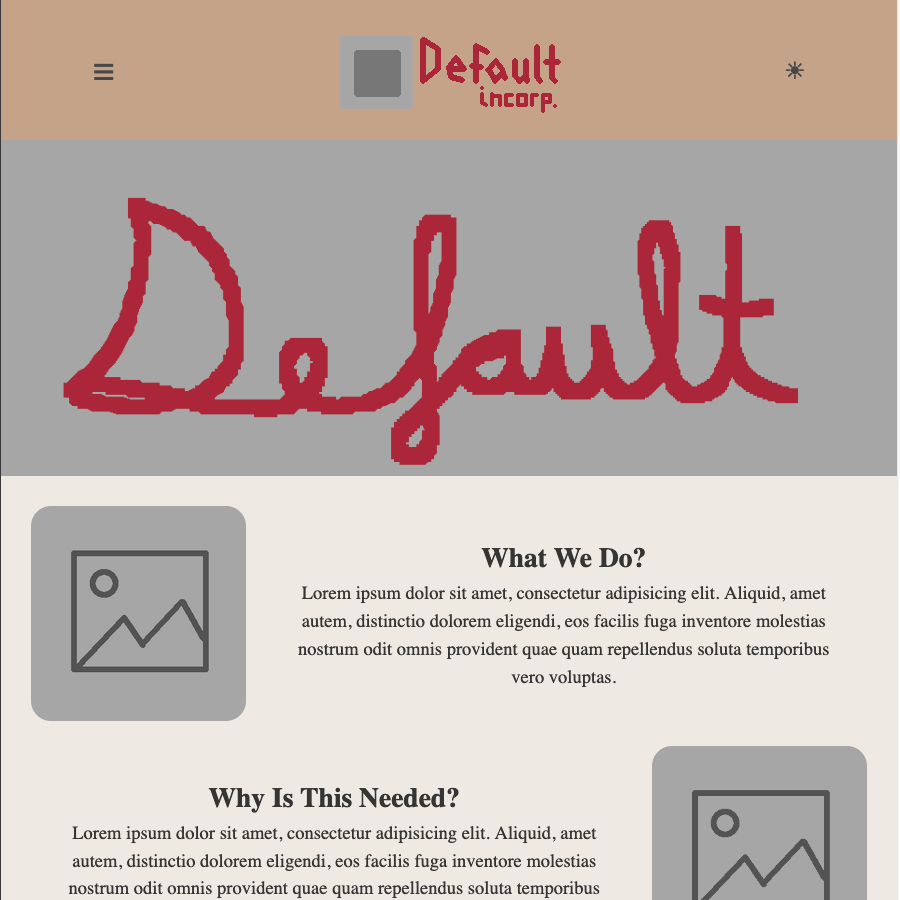 Default
incorp.
Default
What We Do?
Lorem ipsum dolor sit amet, consectetur adipisicing elit. Aliquid, amet
autem, distinctio dolorem eligendi, eos facilis fuga inventore molestias
nostrum odit omnis provident quae quam repellendus soluta temporibus
vero voluptas.
Why Is This Needed?
Lorem ipsum dolor sit amet, consectetur adipisicing elit. Aliquid, amet
autem, distinctio dolorem eligendi, eos facilis fuga inventore molestias
nostrum odit omnis provident quae quam repellendus soluta temporibus